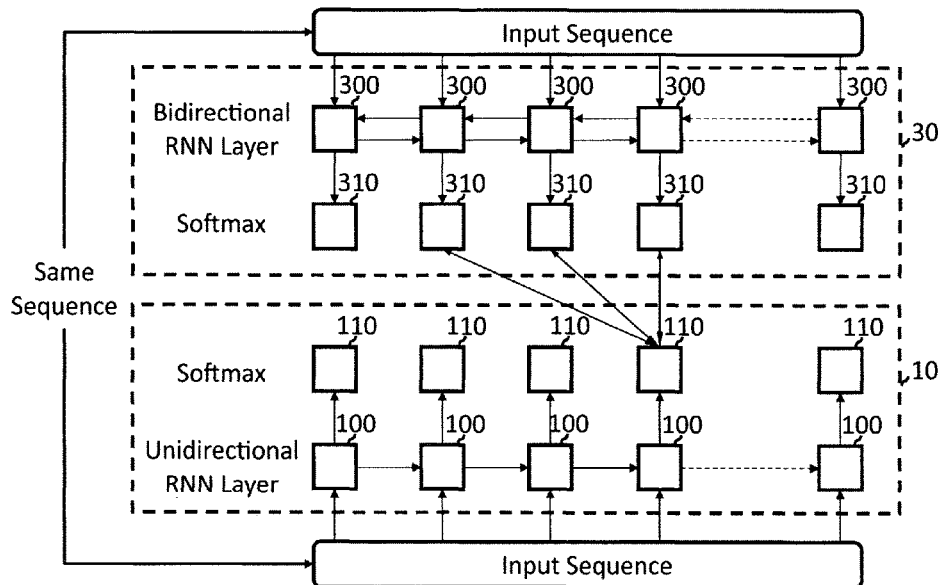 Input Sequence
300 300 300 300 300
Bidirectional
RNN Layer
30
310 310 310 310 310
Softmax
Same
Sequence
110 110 110 110 110
Softmax
10
100 100 100 100 100
Unidirectional
RNN Layer
Input Sequence